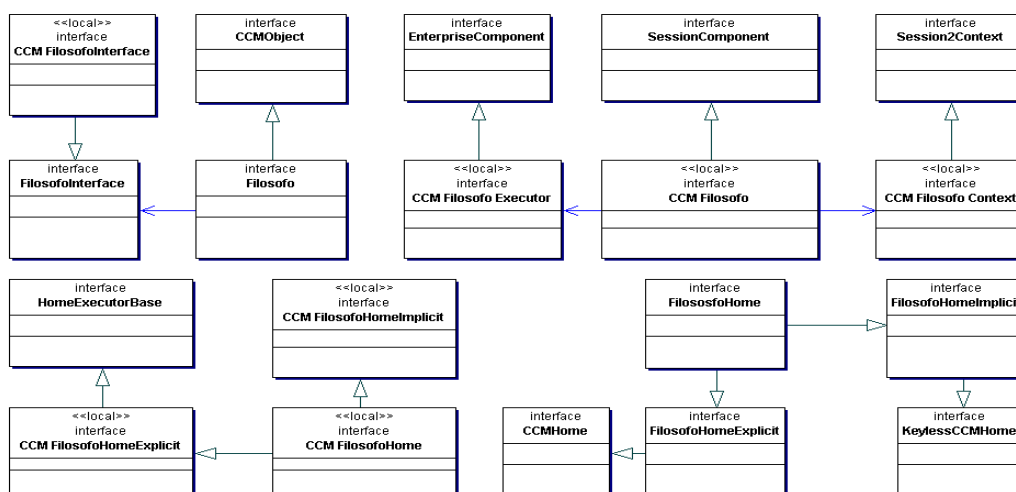 <<local>>
interface
CCM FilosofoInterface
interface
CCMObject
interface
EnterpriseComponent
interface
SessionComponent
interface
Session2Context
interface
FilosofoInterface
interface
Filosofo
<<local>>
interface
CCM Filosofo Executor
<<local>>
interface
CCM Filosofo
<<local>>
interface
CCM Filosofo Context
interface
HomeExecutorBase
<<local>>
interface
CCM FilosofoHomeImplicit
interface
FilososfoHome
interface
FilosofoHomeImplicit
<<local>>
interface
CCM FilosofoHomeExplicit
<<local>>
interface
CCM FilosofoHome
interface
CCMHome
interface
FilosofoHomeExplicit
interface
KeylessCCMHome